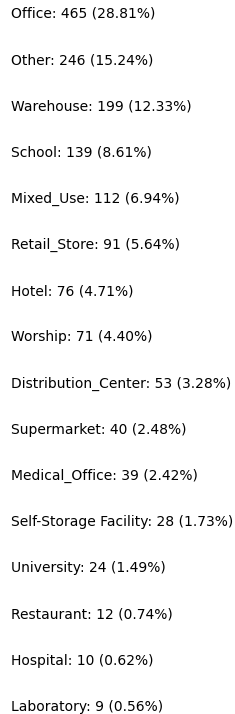 Office: 465 (28.81%)
Other: 246 (15.24%)
Warehouse: 199 (12.33%)
School: 139 (8.61%)
Mixed_Use: 112 (6.94%)
Retail_Store: 91 (5.64%)
Hotel: 76 (4.71%)
Worship: 71 (4.40%)
Distribution_Center: 53 (3.28%)
Supermarket: 40 (2.48%)
Medical_Office: 39 (2.42%)
Self-Storage Facility: 28 (1.73%)
University: 24 (1.49%)
Restaurant: 12 (0.74%)
Hospital: 10 (0.62%)
Laboratory: 9 (0.56%)